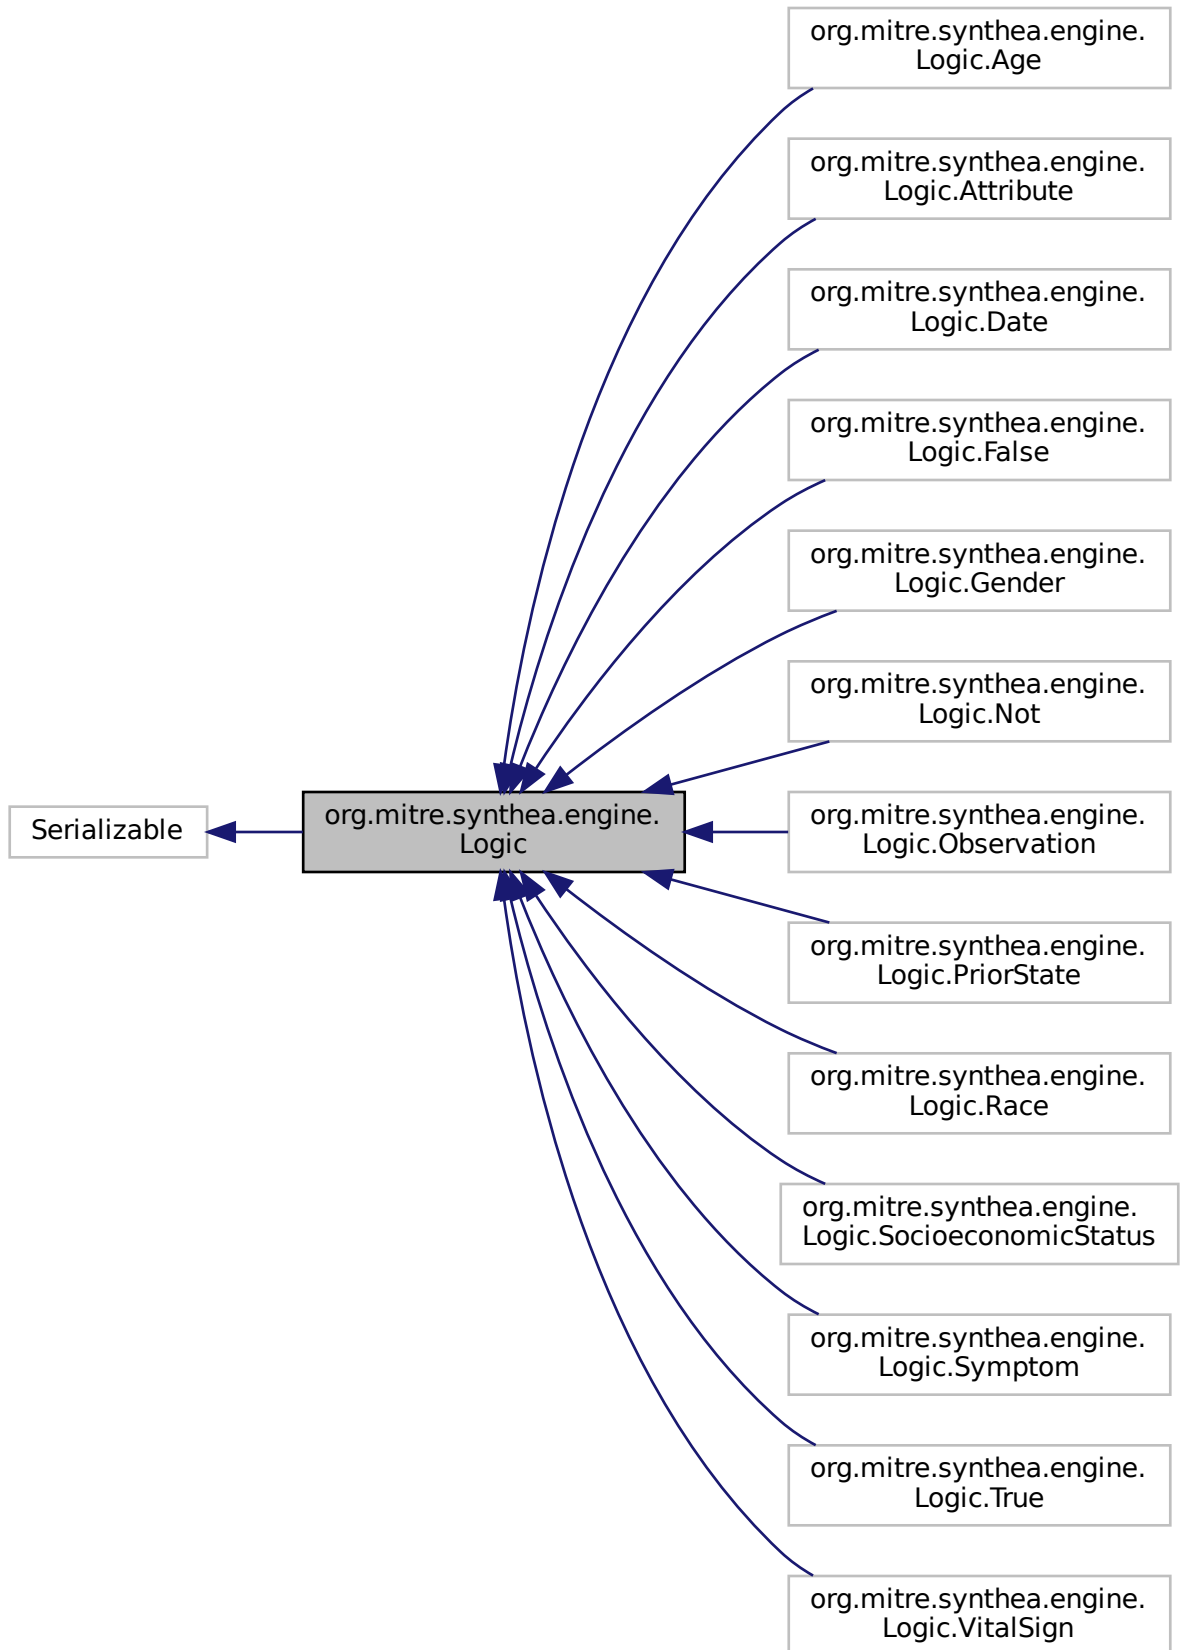 org.mitre.synthea.engine.
Logic.Age
org.mitre.synthea.engine.
Logic.Attribute
org.mitre.synthea.engine.
Logic.Date
org.mitre.synthea.engine.
Logic.False
org.mitre.synthea.engine.
Logic.Gender
org.mitre.synthea.engine.
Logic.Not
Serializable
org.mitre.synthea.engine.
Logic
org.mitre.synthea.engine.
Logic.Observation
org.mitre.synthea.engine.
Logic.PriorState
org.mitre.synthea.engine.
Logic.Race
org.mitre.synthea.engine.
Logic.SocioeconomicStatus
org.mitre.synthea.engine.
Logic.Symptom
org.mitre.synthea.engine.
Logic.True
org.mitre.synthea.engine.
Logic.VitalSign